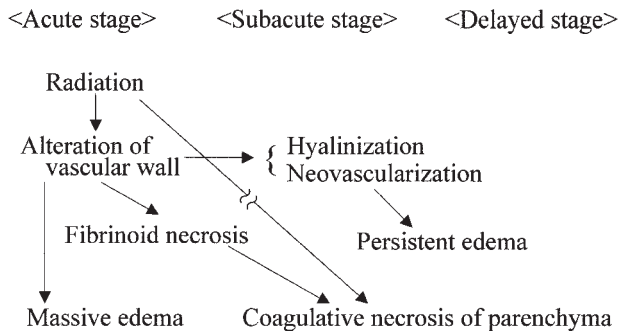 <Acute stage> <Subacute stage> <Delayed stage>
Radiation
Alteration of
vascular wall
{ Hyalinization
Neovascularization
Fibrinoid necrosis
Persistent edema
Massive edema
Coagulative necrosis of parenchyma